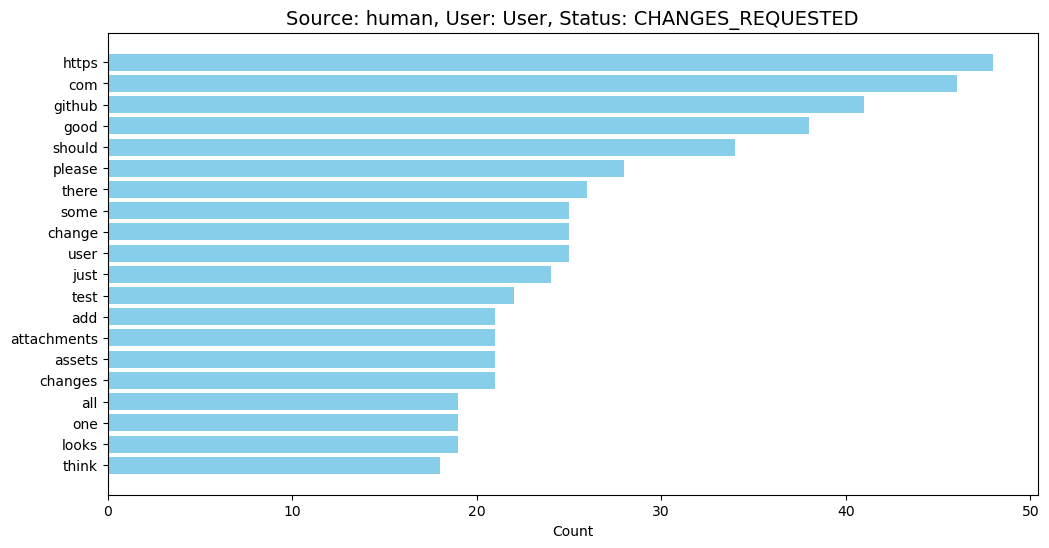 Source: human, User: User, Status: CHANGES_REQUESTED
https
com
github
good
should
please
there
some
change
user
just
test
add
attachments
assets
changes
all
one
looks
think
0 10 20 30 40 50
Count